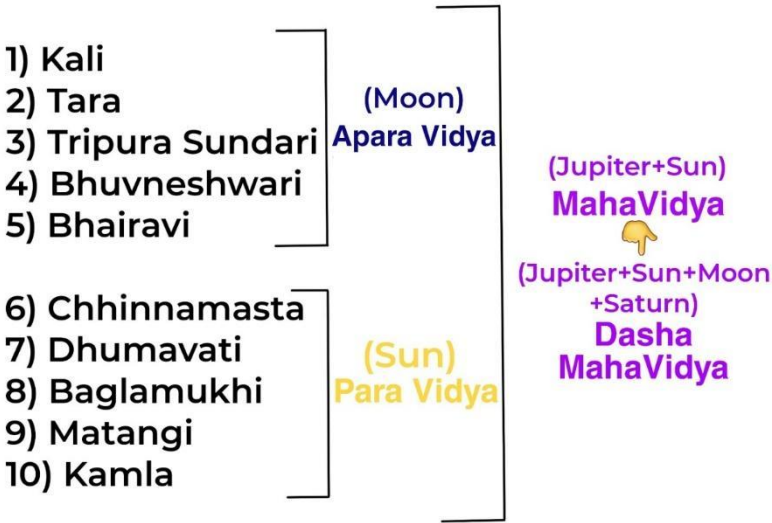 1) Kali
2) Tara
3) Tripura Sundari
4) Bhuvneshwari
5) Bhairavi
(Moon)
Apara Vidya
6) Chhinnamasta
7) Dhumavati
8) Baglamukhi
9) Matangi
10) Kamla
(Sun)
Para Vidya
(Jupiter+Sun)
MahaVidya
(Jupiter+Sun+Moon
+Saturn)
Dasha
MahaVidya